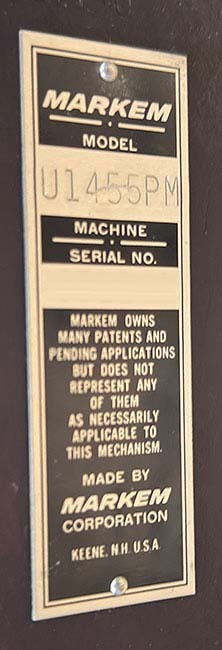 MARKEM
MODEL
U1455PM
MACHINE
SERIAL NO.
MARKEM OWNS
MANY PATENTS AND
PENDING APPLICATIONS
BUT DOES NOT
REPRESENT ANY
OF THEM
AS NECESSARILY
APPLICABLE TO
THIS MECHANISM.
MADE BY
MARKEM
CORPORATION
KEENE, N.H. U.S.A.